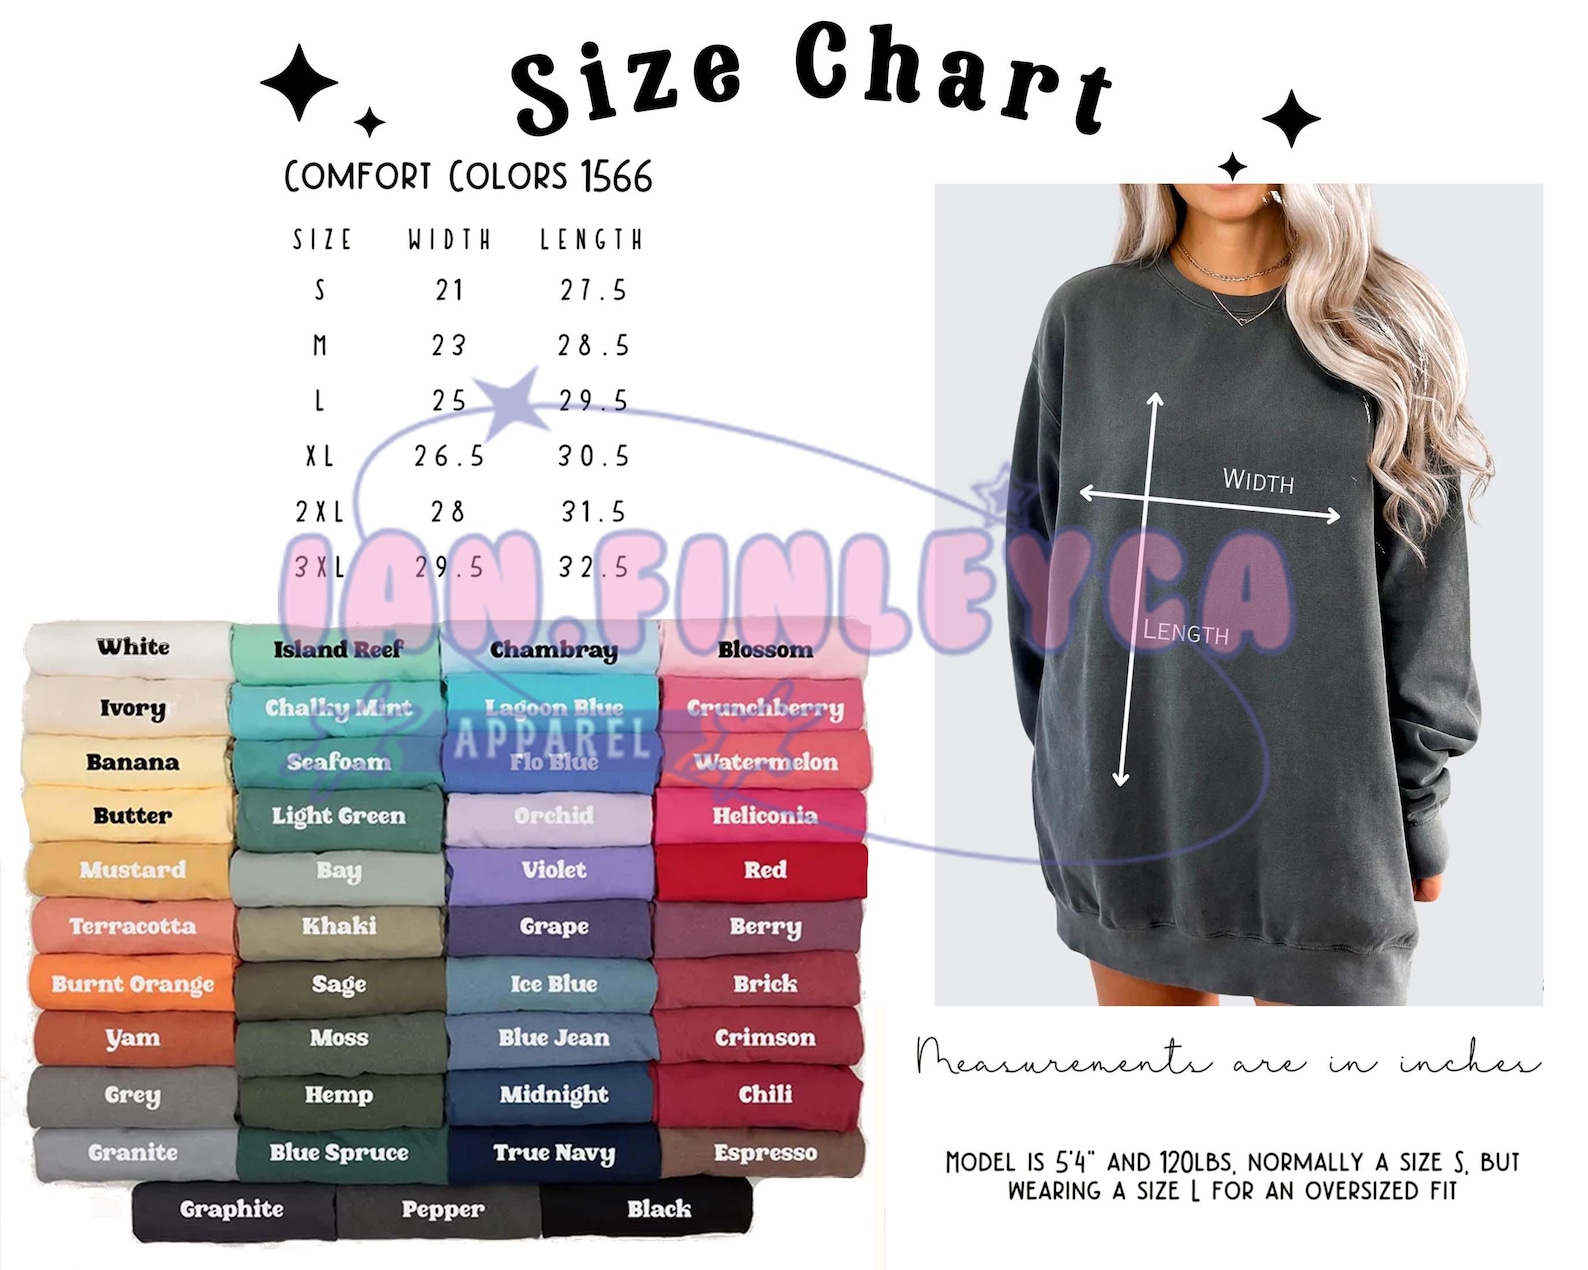 Size Chart
Comfort Colors 1566
SIZE WIDTH LENGTH
S 21 27.5
M 23 28.5
L 25 29.5
XL 26.5 30.5
2XL 28 31.5
3XL 29.5 32.5
Width
Length
IAN.FINLEYCA
APPAREL
White Island Reef Chambray Blossom
Ivory Chalky Mint Lagoon Blue Crunchberry
Banana Seafoam Flo Blue Watermelon
Butter Light Green Orchid Heliconia
Mustard Bay Violet Red
Terracotta Khaki Grape Berry
Burnt Orange Sage Ice Blue Brick
Yam Moss Blue Jean Crimson
Grey Hemp Midnight Chili
Granite Blue Spruce True Navy Espresso
Graphite Pepper Black
Measurements are in inches
Model is 5'4" and 120lbs, normally a size S, but
wearing a size L for an oversized fit